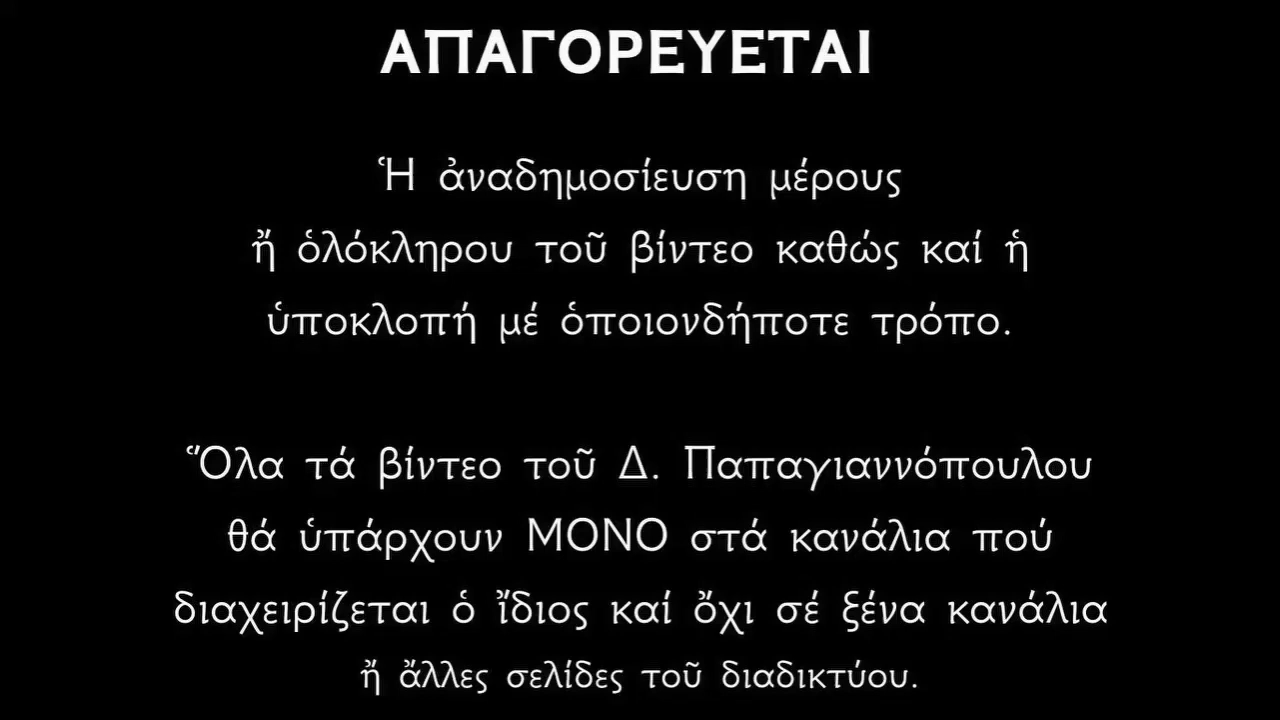 ΑΠΑΓΟΡΕΥΕΤΑΙ
Ἡ ἀναδημοσίευση μέρους
ἤ ὁλόκληρου τοῦ βίντεο καθώς καί ἡ
ὑποκλοπή μέ ὁποιονδήποτε τρόπο.
Ὅλα τά βίντεο τοῦ Δ. Παπαγιαννόπουλου
θά ὑπάρχουν ΜΟΝΟ στά κανάλια πού
διαχειρίζεται ὁ ἴδιος καί ὄχι σέ ξένα κανάλια
ἤ ἄλλες σελίδες τοῦ διαδικτύου.